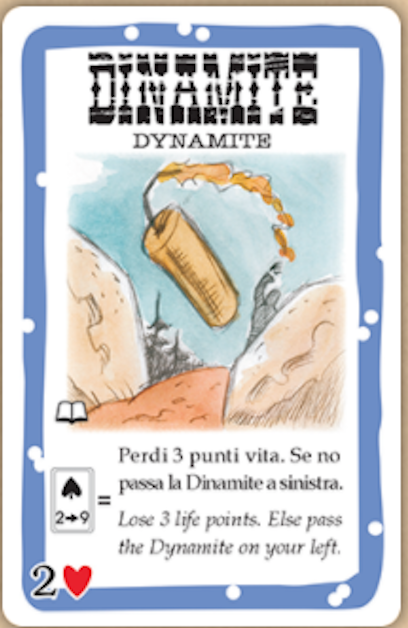 DINAMITE
DYNAMITE
Perdi 3 punti vita. Se no
passa la Dinamite a sinistra.
♠
2➔9
=
Lose 3 life points. Else pass
the Dynamite on your left.
2♥